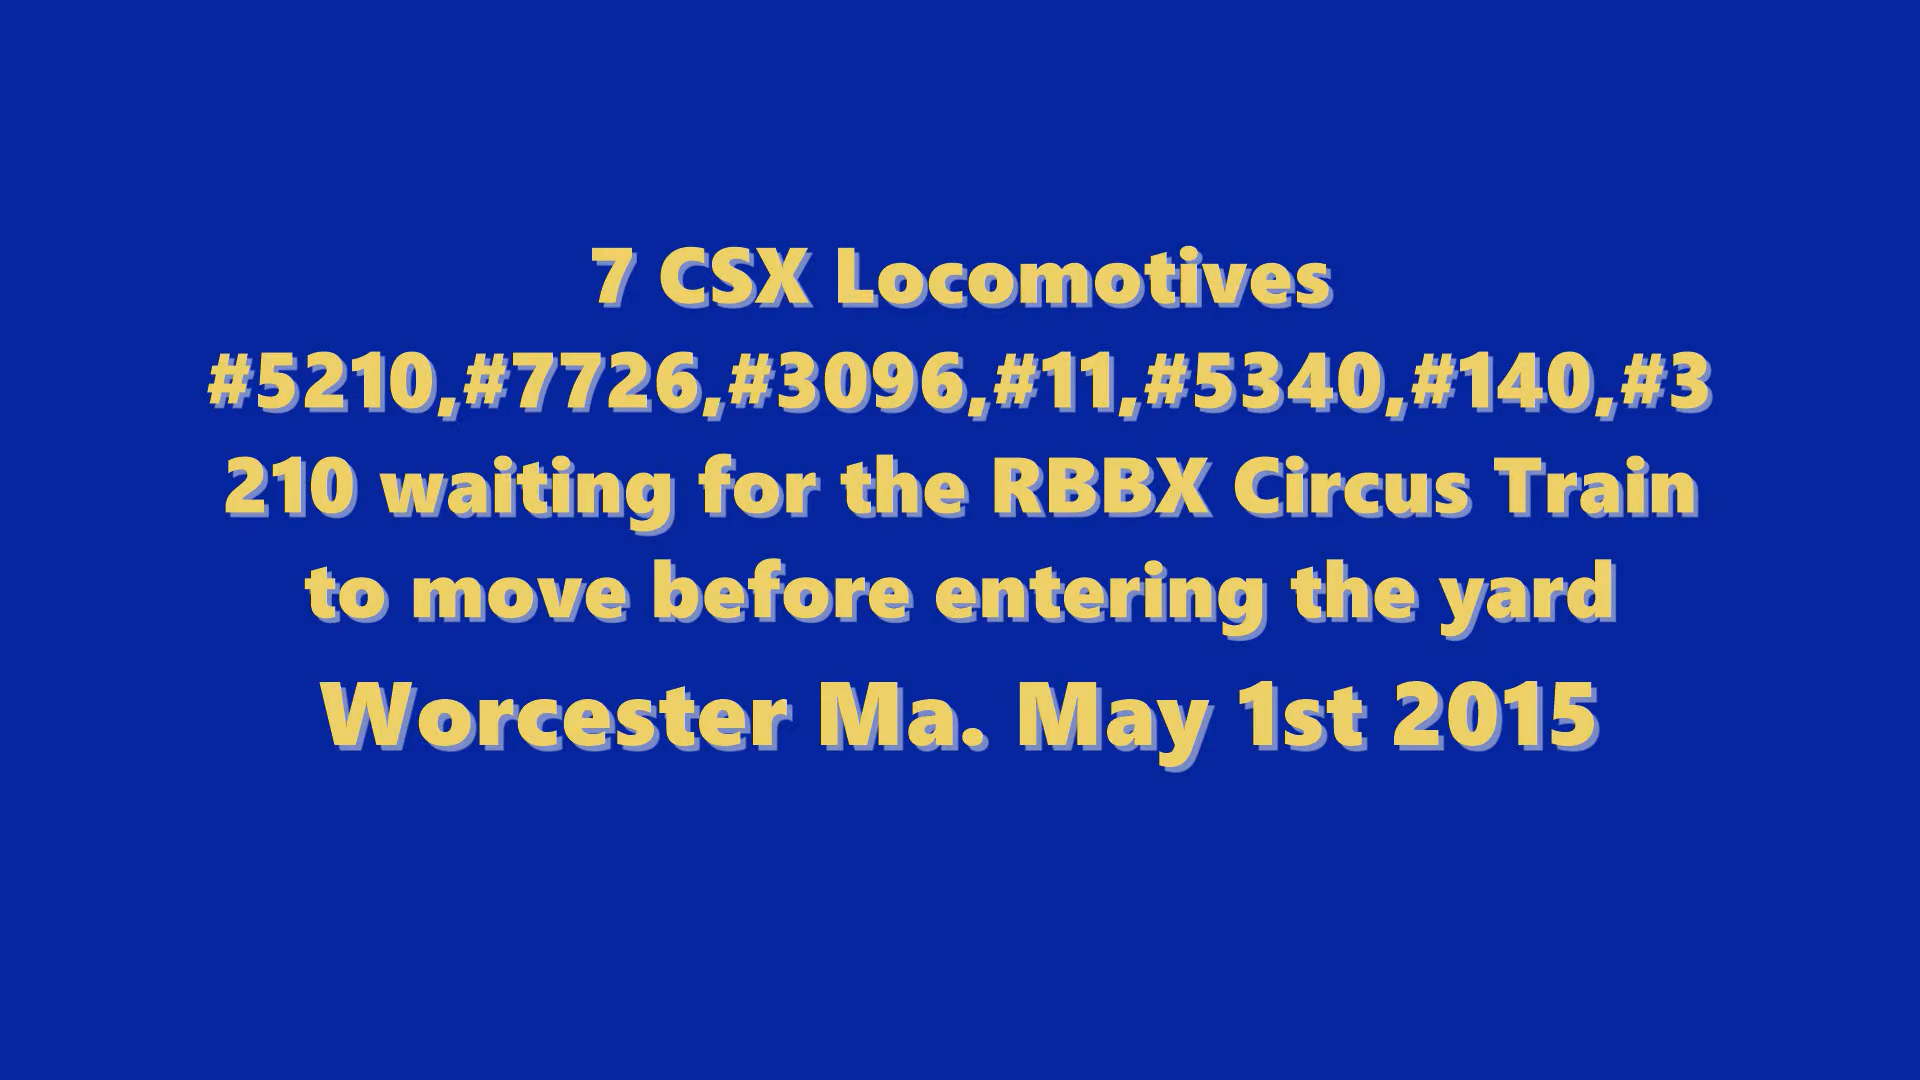 7 CSX Locomotives
#5210,#7726,#3096,#11,#5340,#140,#3
210 waiting for the RBBX Circus Train
to move before entering the yard
Worcester Ma. May 1st 2015